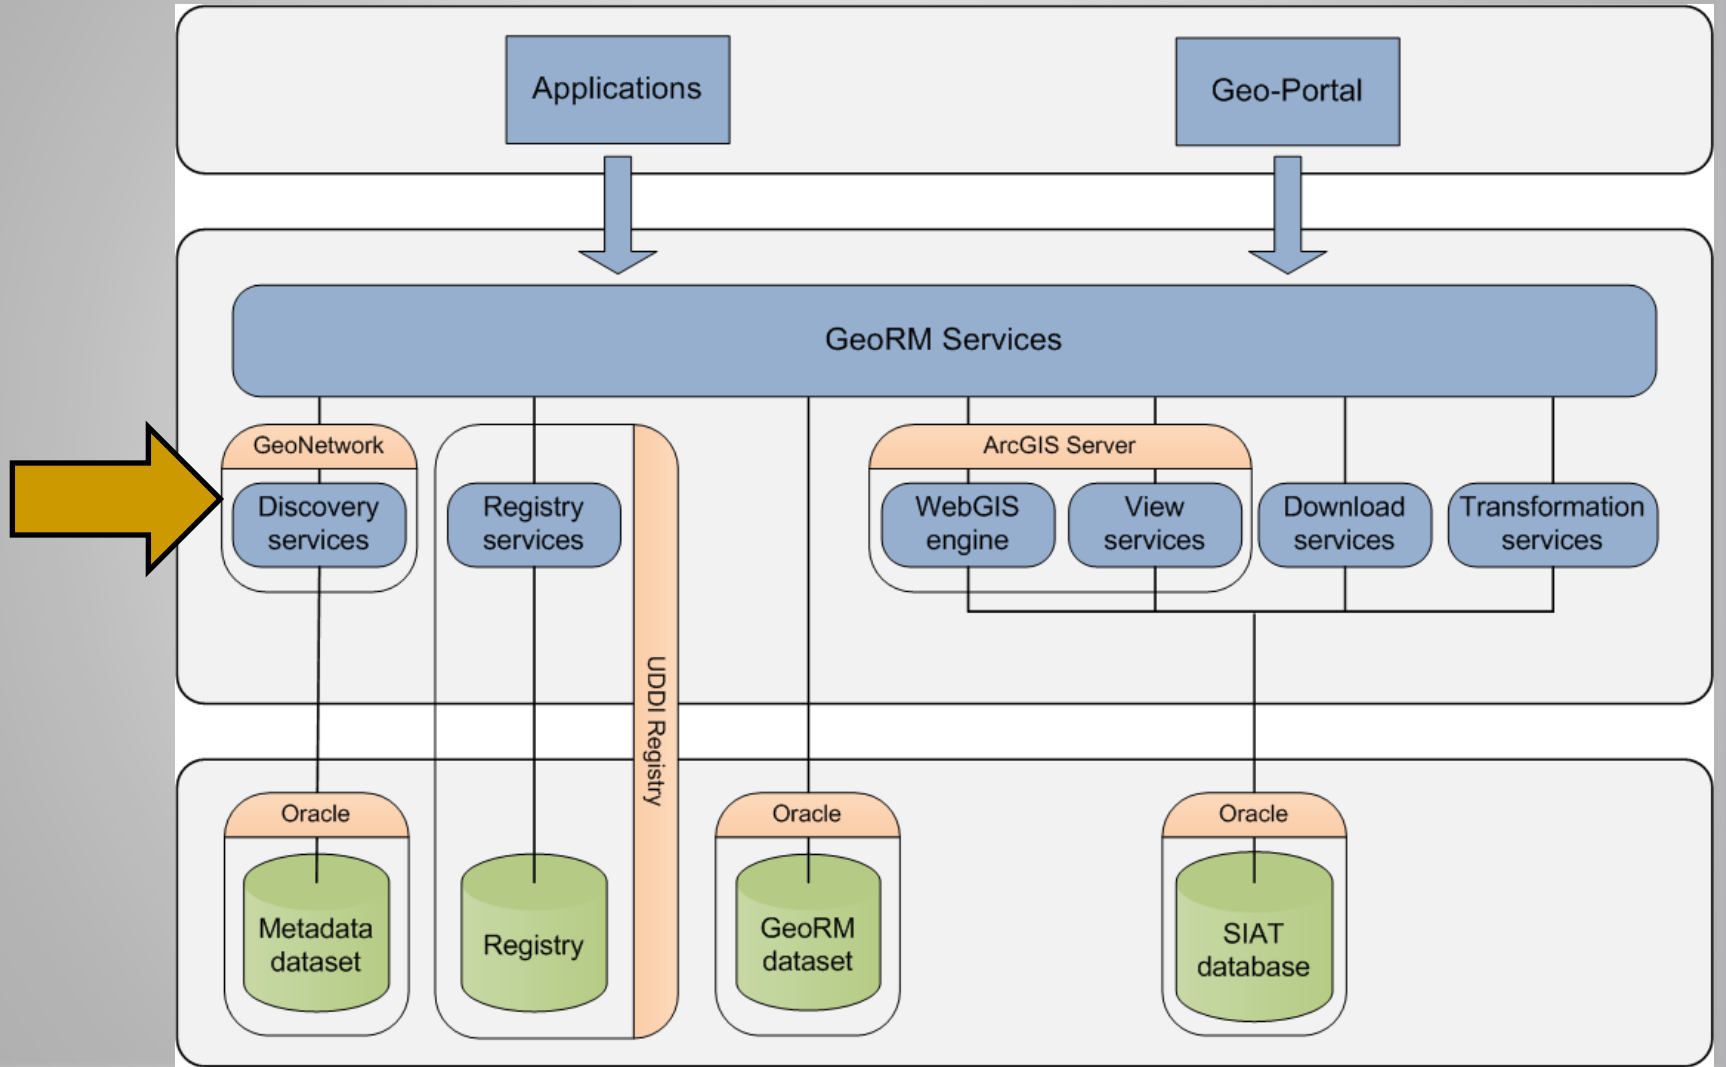 Applications
Geo-Portal
GeoRM Services
GeoNetwork
ArcGIS Server
Discovery
services
Registry
services
WebGIS
engine
View
services
Download
services
Transformation
services
UDDI Registry
Oracle
Oracle
Oracle
Metadata
dataset
Registry
GeoRM
dataset
SIAT
database